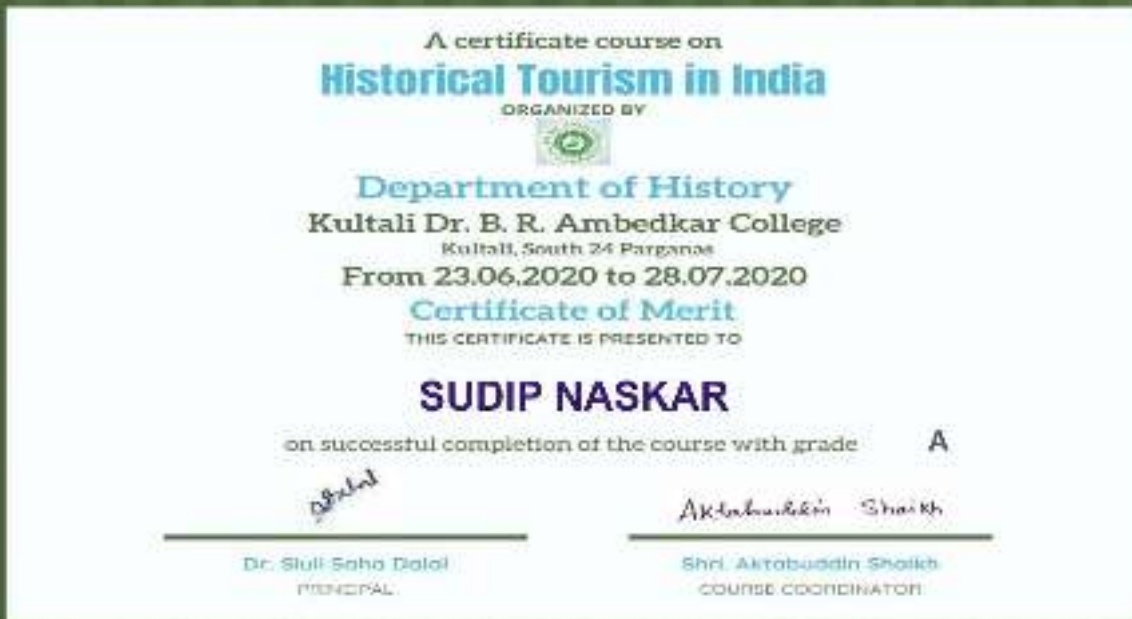 A certificate course on
Historical Tourism in India
ORGANIZED BY
Department of History
Kultali Dr. B. R. Ambedkar College
Kultali, South 24 Parganas
From 23.06.2020 to 28.07.2020
Certificate of Merit
THIS CERTIFICATE IS PRESENTED TO
SUDIP NASKAR
on successful completion of the course with grade A
Aktabuddin Shaikh
Dr. Siuli Saha Dalal Shri. Aktabuddin Shaikh
PRINCIPAL COURSE COORDINATOR